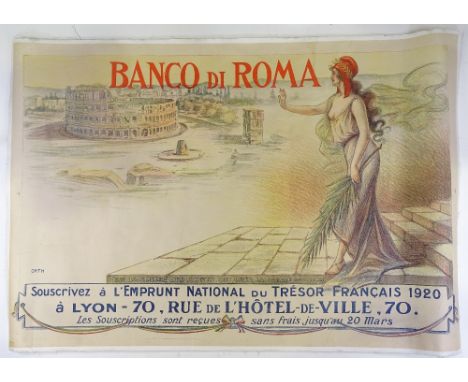 BANCO DI ROMA
ORTH
Souscrivez à L'EMPRUNT NATIONAL DU TRÉSOR FRANÇAIS 1920
à LYON - 70, RUE DE L'HÔTEL-DE-VILLE, 70.
Les Souscriptions sont reçues sans frais jusqu'au 20 Mars